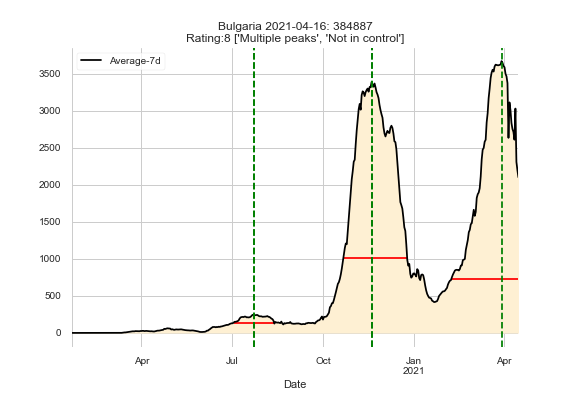 Bulgaria 2021-04-16: 384887
Rating:8 ['Multiple peaks', 'Not in control']
Average-7d
3500
3000
2500
2000
1500
1000
500
0
Apr
Jul
Oct
Jan
2021
Apr
Date